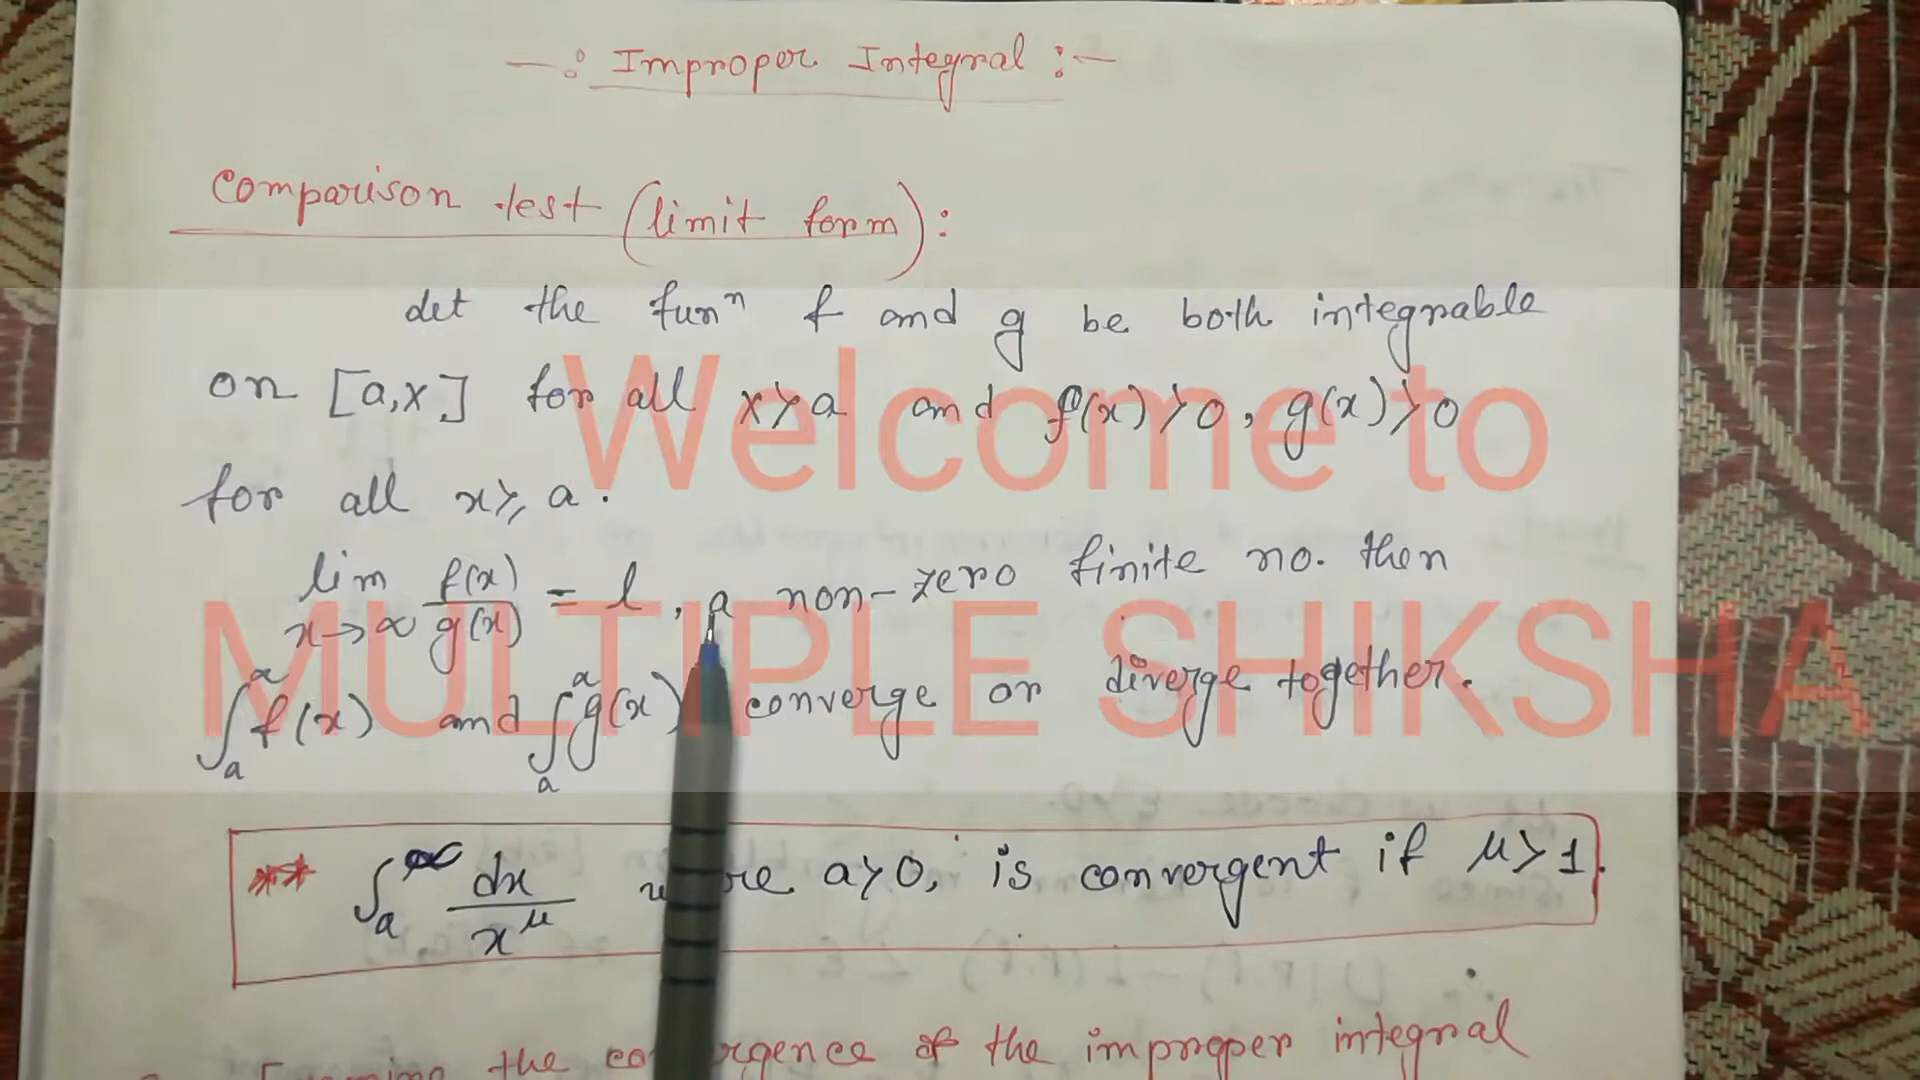 —: Improper Integral :—
Comparison test (limit form):
Let the funⁿ f and g be both integrable
on [a,x] for all x>a and f(x)>0, g(x)>0
for all x≥a.
lim x→∞ f(x)/g(x) = l, a non-zero finite no. then
∫ₐ^∞ f(x) and ∫ₐ^∞ g(x) converge or diverge together.
** ∫ₐ^∞ dx/x^μ where a>0, is convergent if μ>1.
the of the improper integral
Welcome to
MULTIPLE SHIKSHA